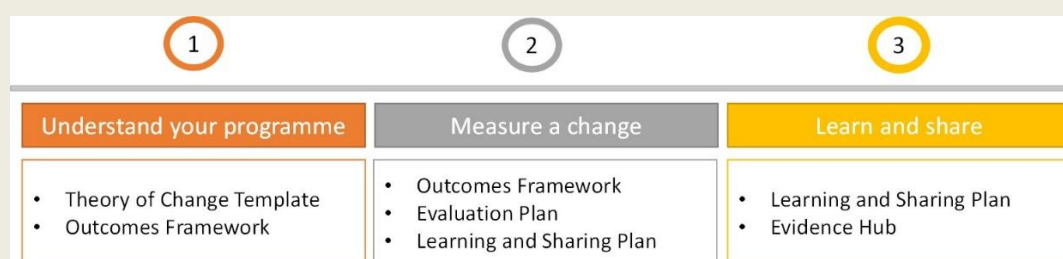 1
2
3
Understand your programme
Measure a change
Learn and share
• Theory of Change Template
• Outcomes Framework
• Outcomes Framework
• Evaluation Plan
• Learning and Sharing Plan
• Learning and Sharing Plan
• Evidence Hub